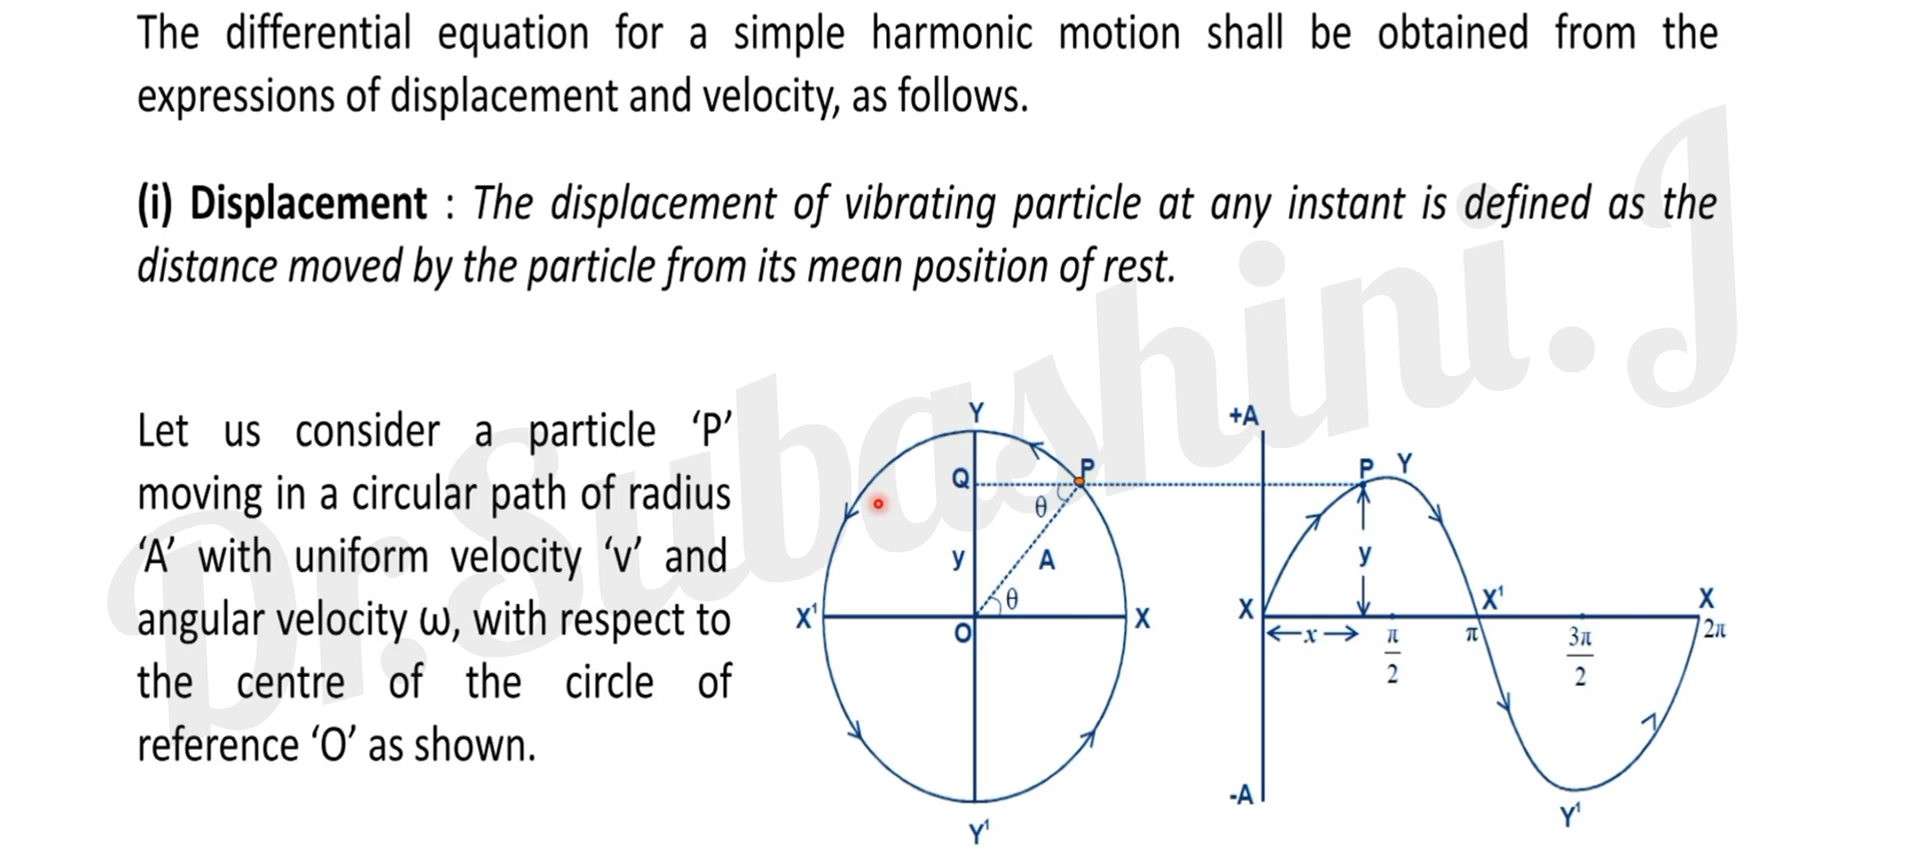 The differential equation for a simple harmonic motion shall be obtained from the
expressions of displacement and velocity, as follows.
(i) Displacement : The displacement of vibrating particle at any instant is defined as the
distance moved by the particle from its mean position of rest.
Let us consider a particle ‘P’
moving in a circular path of radius
‘A’ with uniform velocity ‘v’ and
angular velocity ω, with respect to
the centre of the circle of
reference ‘O’ as shown.
Y
Q
P
θ
y
A
θ
X¹
O
X
Y¹
+A
P Y
y
X
X¹
X
x
π/2
π
3π/2
2π
-A
Y¹
Dr.Subashini.J